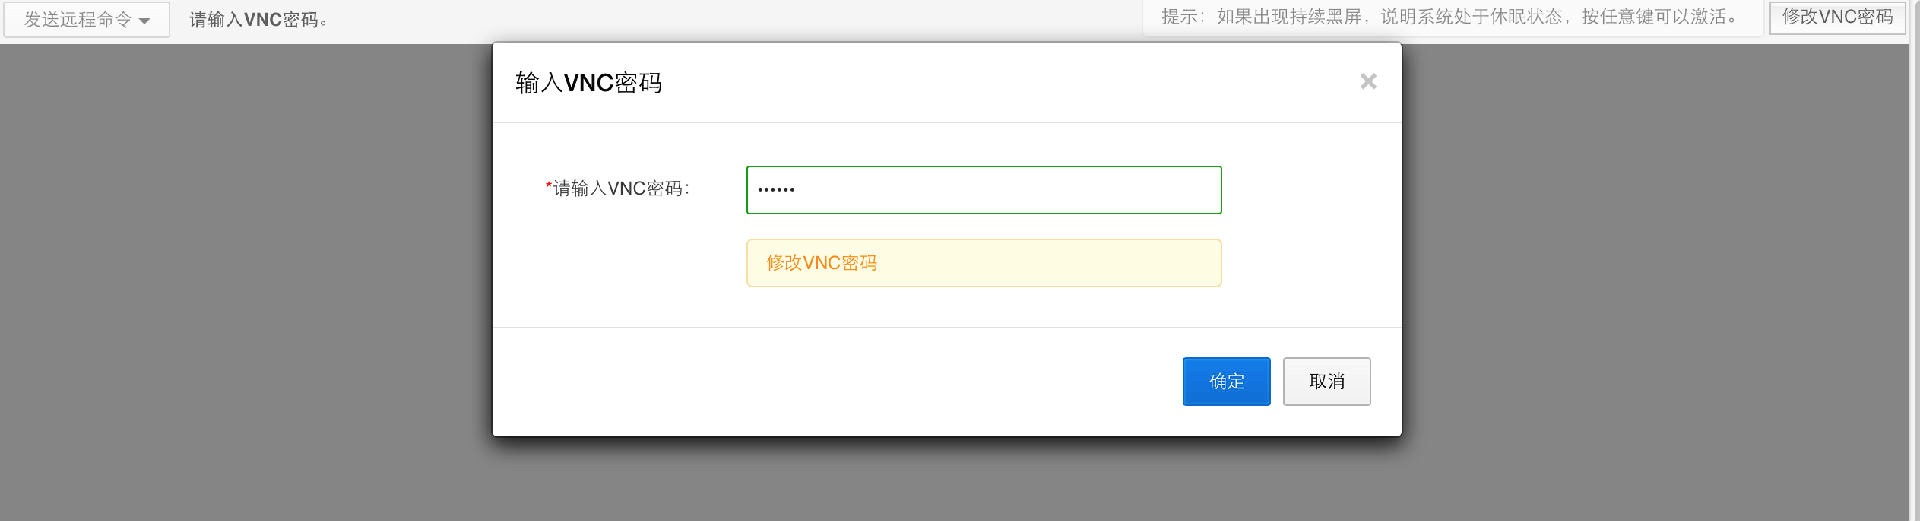 发送远程命令
请输入VNC密码。
提示：如果出现持续黑屏，说明系统处于休眠状态，按任意键可以激活。
修改VNC密码
输入VNC密码
*请输入VNC密码：
••••••
修改VNC密码
确定
取消